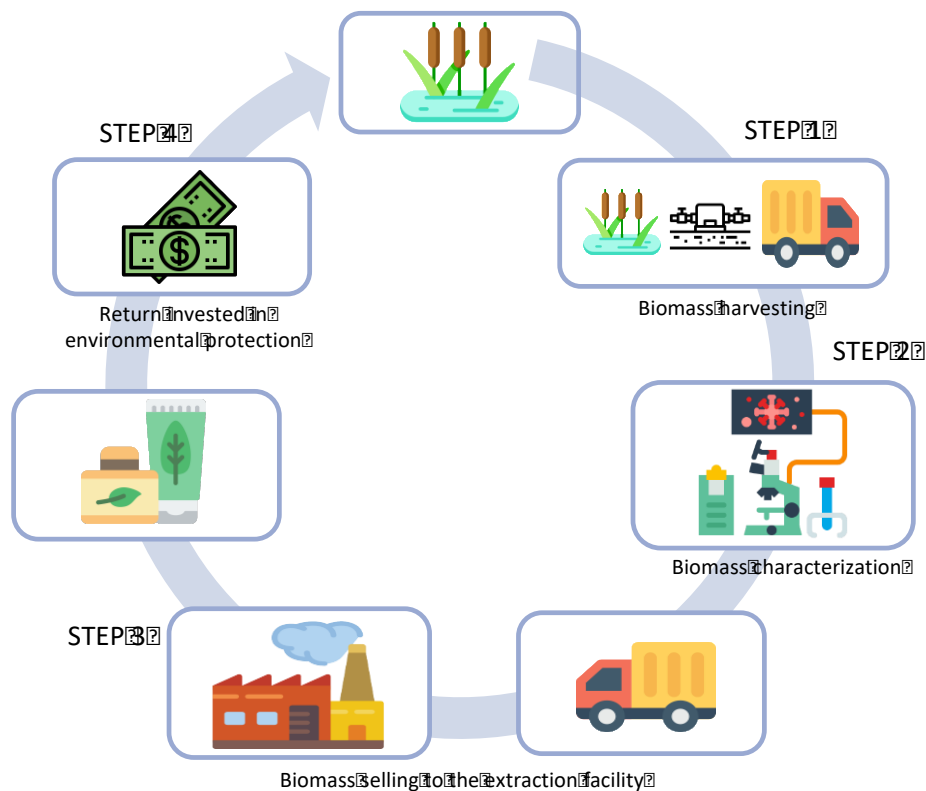 STEP 4
STEP 1
Return invested in
environmental protection
Biomass harvesting
STEP 2
Biomass characterization
STEP 3
Biomass selling to the extraction facility